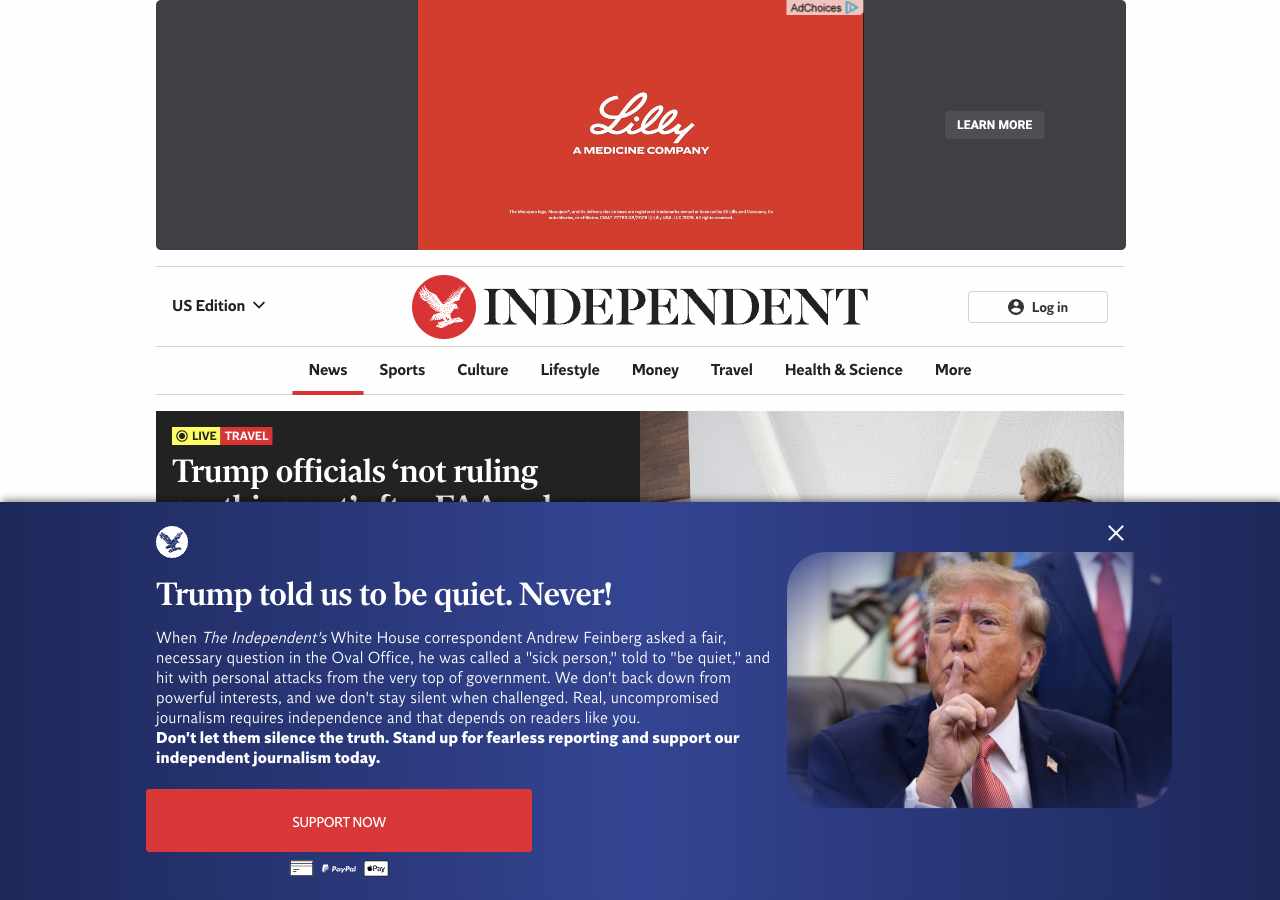 AdChoices
Lilly
A MEDICINE COMPANY
LEARN MORE
US Edition
INDEPENDENT
Log in
News Sports Culture Lifestyle Money Travel Health & Science More
LIVE TRAVEL
Trump officials ‘not ruling
Trump told us to be quiet. Never!
When The Independent's White House correspondent Andrew Feinberg asked a fair,
necessary question in the Oval Office, he was called a "sick person," told to "be quiet," and
hit with personal attacks from the very top of government. We don't back down from
powerful interests, and we don't stay silent when challenged. Real, uncompromised
journalism requires independence and that depends on readers like you.
Don't let them silence the truth. Stand up for fearless reporting and support our
independent journalism today.
SUPPORT NOW
PayPal Pay